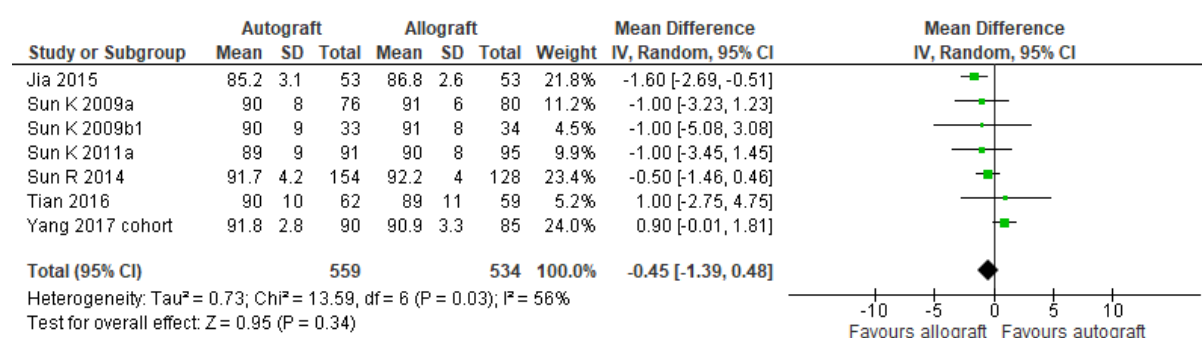 Autograft Allograft Mean Difference Mean Difference
Study or Subgroup Mean SD Total Mean SD Total Weight IV, Random, 95% CI IV, Random, 95% CI
Jia 2015 85.2 3.1 53 86.8 2.6 53 21.8% -1.60 [-2.69, -0.51]
Sun K 2009a 90 8 76 91 6 80 11.2% -1.00 [-3.23, 1.23]
Sun K 2009b1 90 9 33 91 8 34 4.5% -1.00 [-5.08, 3.08]
Sun K 2011a 89 9 91 90 8 95 9.9% -1.00 [-3.45, 1.45]
Sun R 2014 91.7 4.2 154 92.2 4 128 23.4% -0.50 [-1.46, 0.46]
Tian 2016 90 10 62 89 11 59 5.2% 1.00 [-2.75, 4.75]
Yang 2017 cohort 91.8 2.8 90 90.9 3.3 85 24.0% 0.90 [-0.01, 1.81]
Total (95% CI) 559 534 100.0% -0.45 [-1.39, 0.48]
Heterogeneity: Tau² = 0.73; Chi² = 13.59, df = 6 (P = 0.03); I² = 56%
Test for overall effect: Z = 0.95 (P = 0.34)
-10 -5 0 5 10
Favours allograft Favours autograft